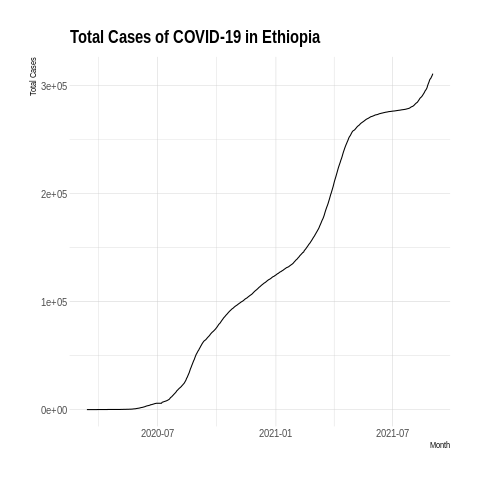 Total Cases of COVID-19 in Ethiopia
Total Cases
3e+05
2e+05
1e+05
0e+00
2020-07 2021-01 2021-07
Month